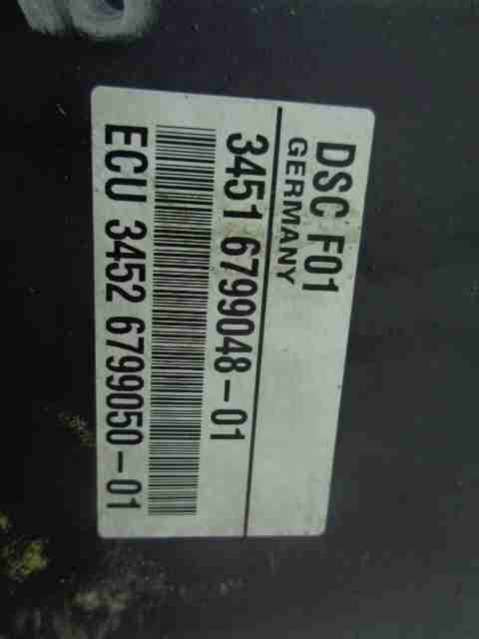 DSC F01
GERMANY
3451 6799048-01
ECU 3452 6799050-01